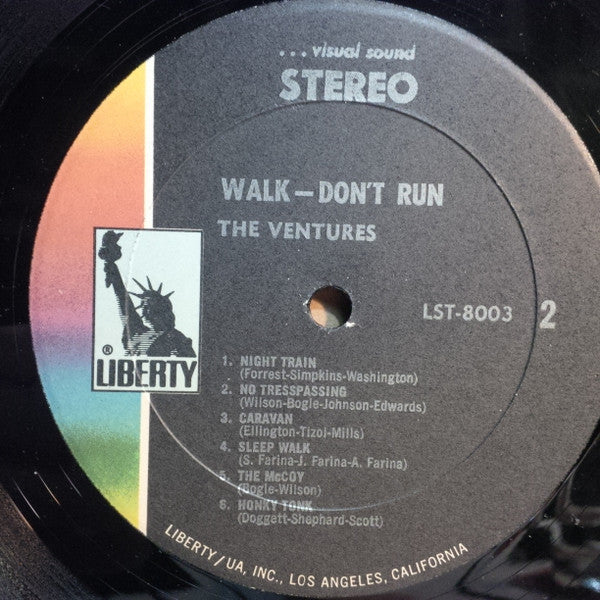 ... visual sound
STEREO
WALK—DON'T RUN
THE VENTURES
LST-8003 2
® LIBERTY
1. NIGHT TRAIN
(Forrest-Simpkins-Washington)
2. NO TRESSPASSING
(Wilson-Bogle-Johnson-Edwards)
3. CARAVAN
(Ellington-Tizol-Mills)
4. SLEEP WALK
(S. Farina-J. Farina-A. Farina)
5. THE McCOY
(Bogle-Wilson)
6. HONKY TONK
(Doggett-Shephard-Scott)
LIBERTY/UA, INC., LOS ANGELES, CALIFORNIA